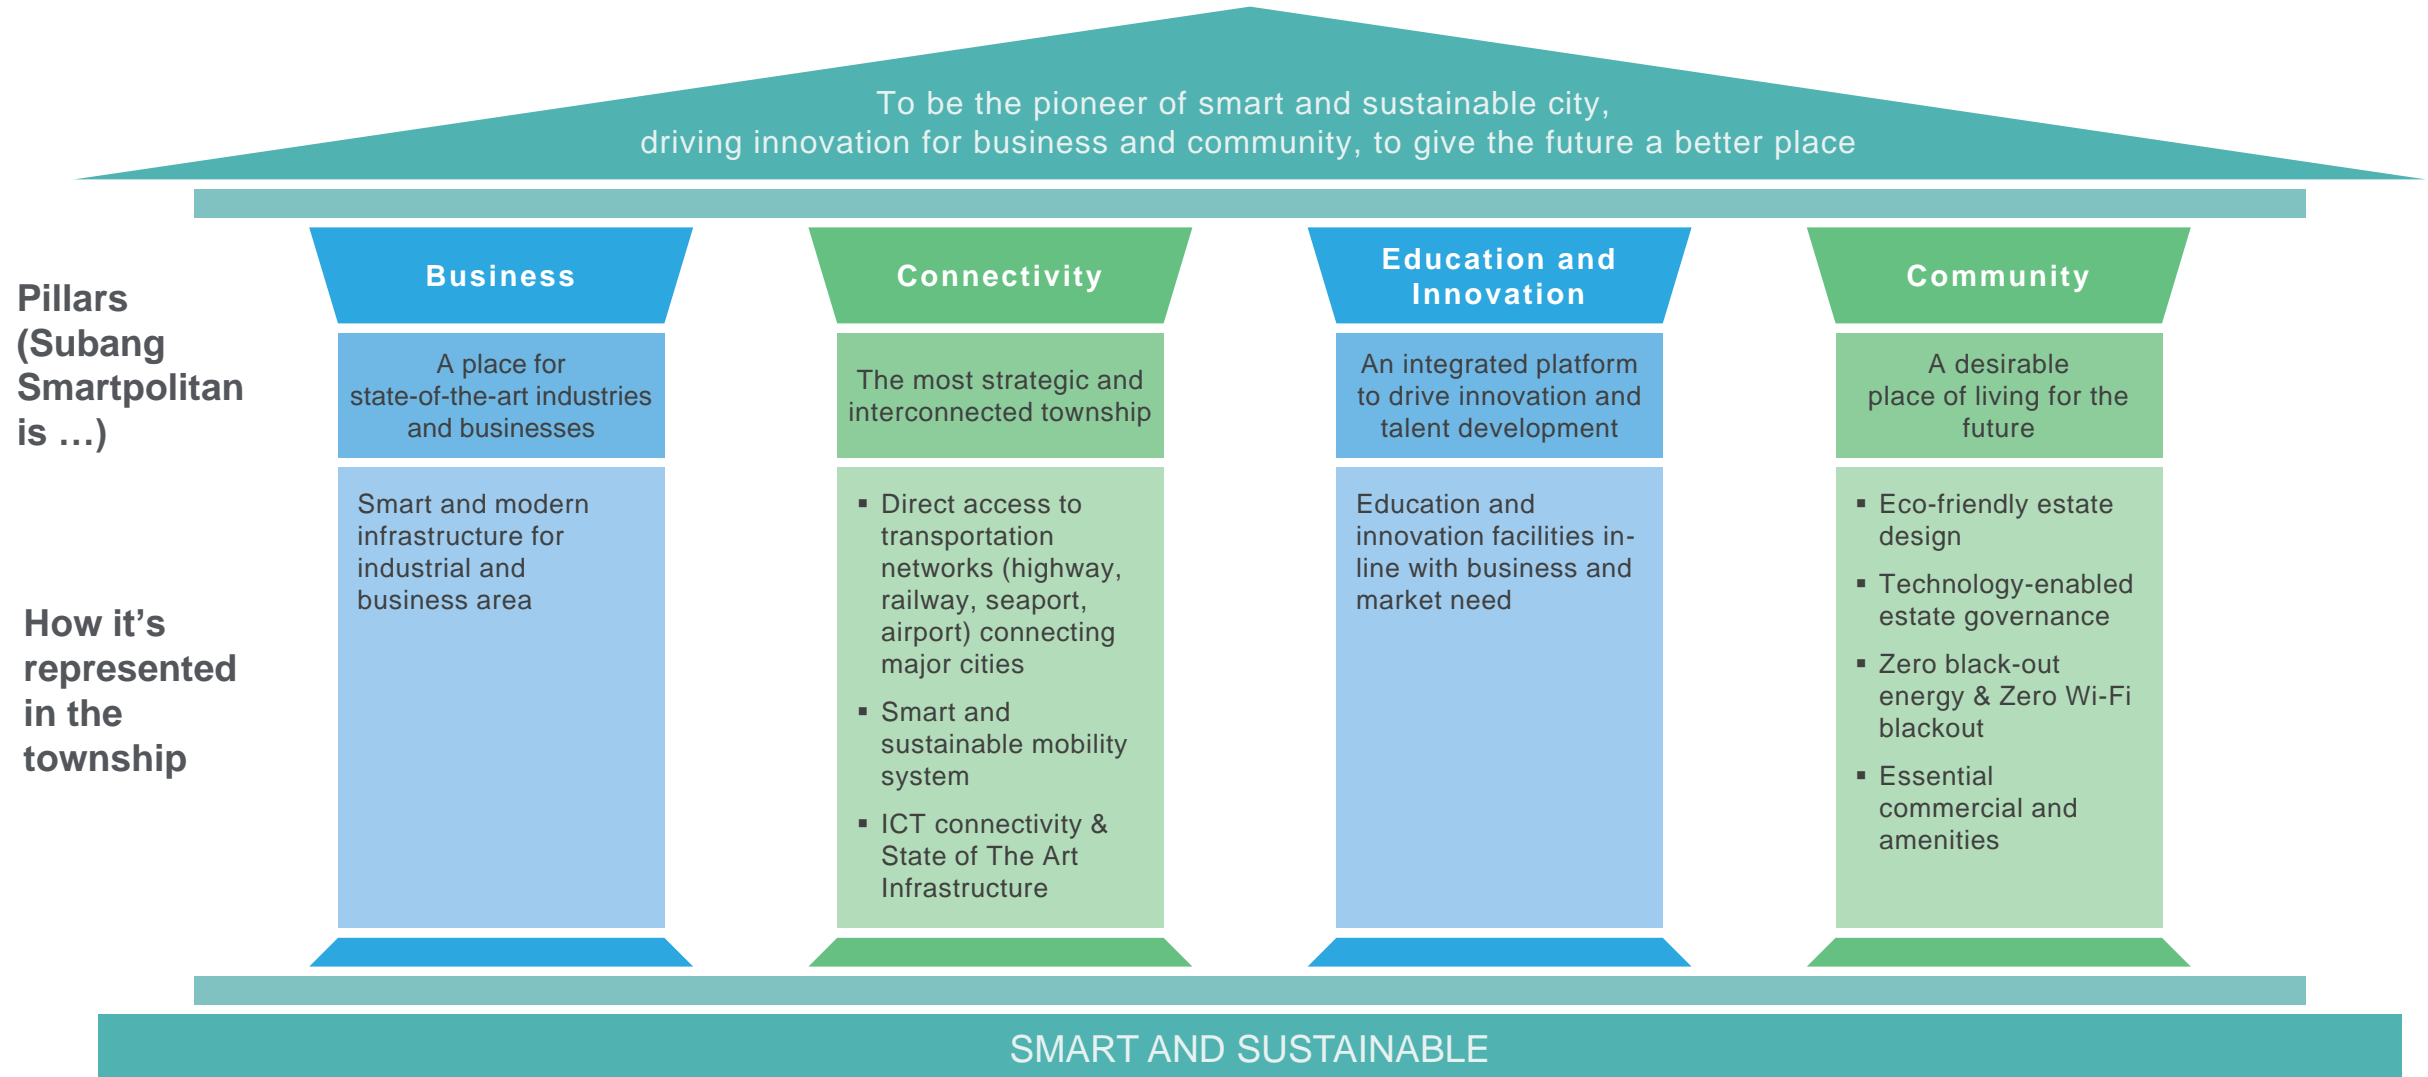 To be the pioneer of smart and sustainable city,
driving innovation for business and community, to give the future a better place
Pillars
(Subang
Smartpolitan
is …)
Business
Connectivity
Education and
Innovation
Community
A place for
state-of-the-art industries
and businesses
The most strategic and
interconnected township
An integrated platform
to drive innovation and
talent development
A desirable
place of living for the
future
How it’s
represented
in the
township
Smart and modern
infrastructure for
industrial and
business area
▪ Direct access to
transportation
networks (highway,
railway, seaport,
airport) connecting
major cities
▪ Smart and
sustainable mobility
system
▪ ICT connectivity &
State of The Art
Infrastructure
Education and
innovation facilities in-
line with business and
market need
▪ Eco-friendly estate
design
▪ Technology-enabled
estate governance
▪ Zero black-out
energy & Zero Wi-Fi
blackout
▪ Essential
commercial and
amenities
SMART AND SUSTAINABLE